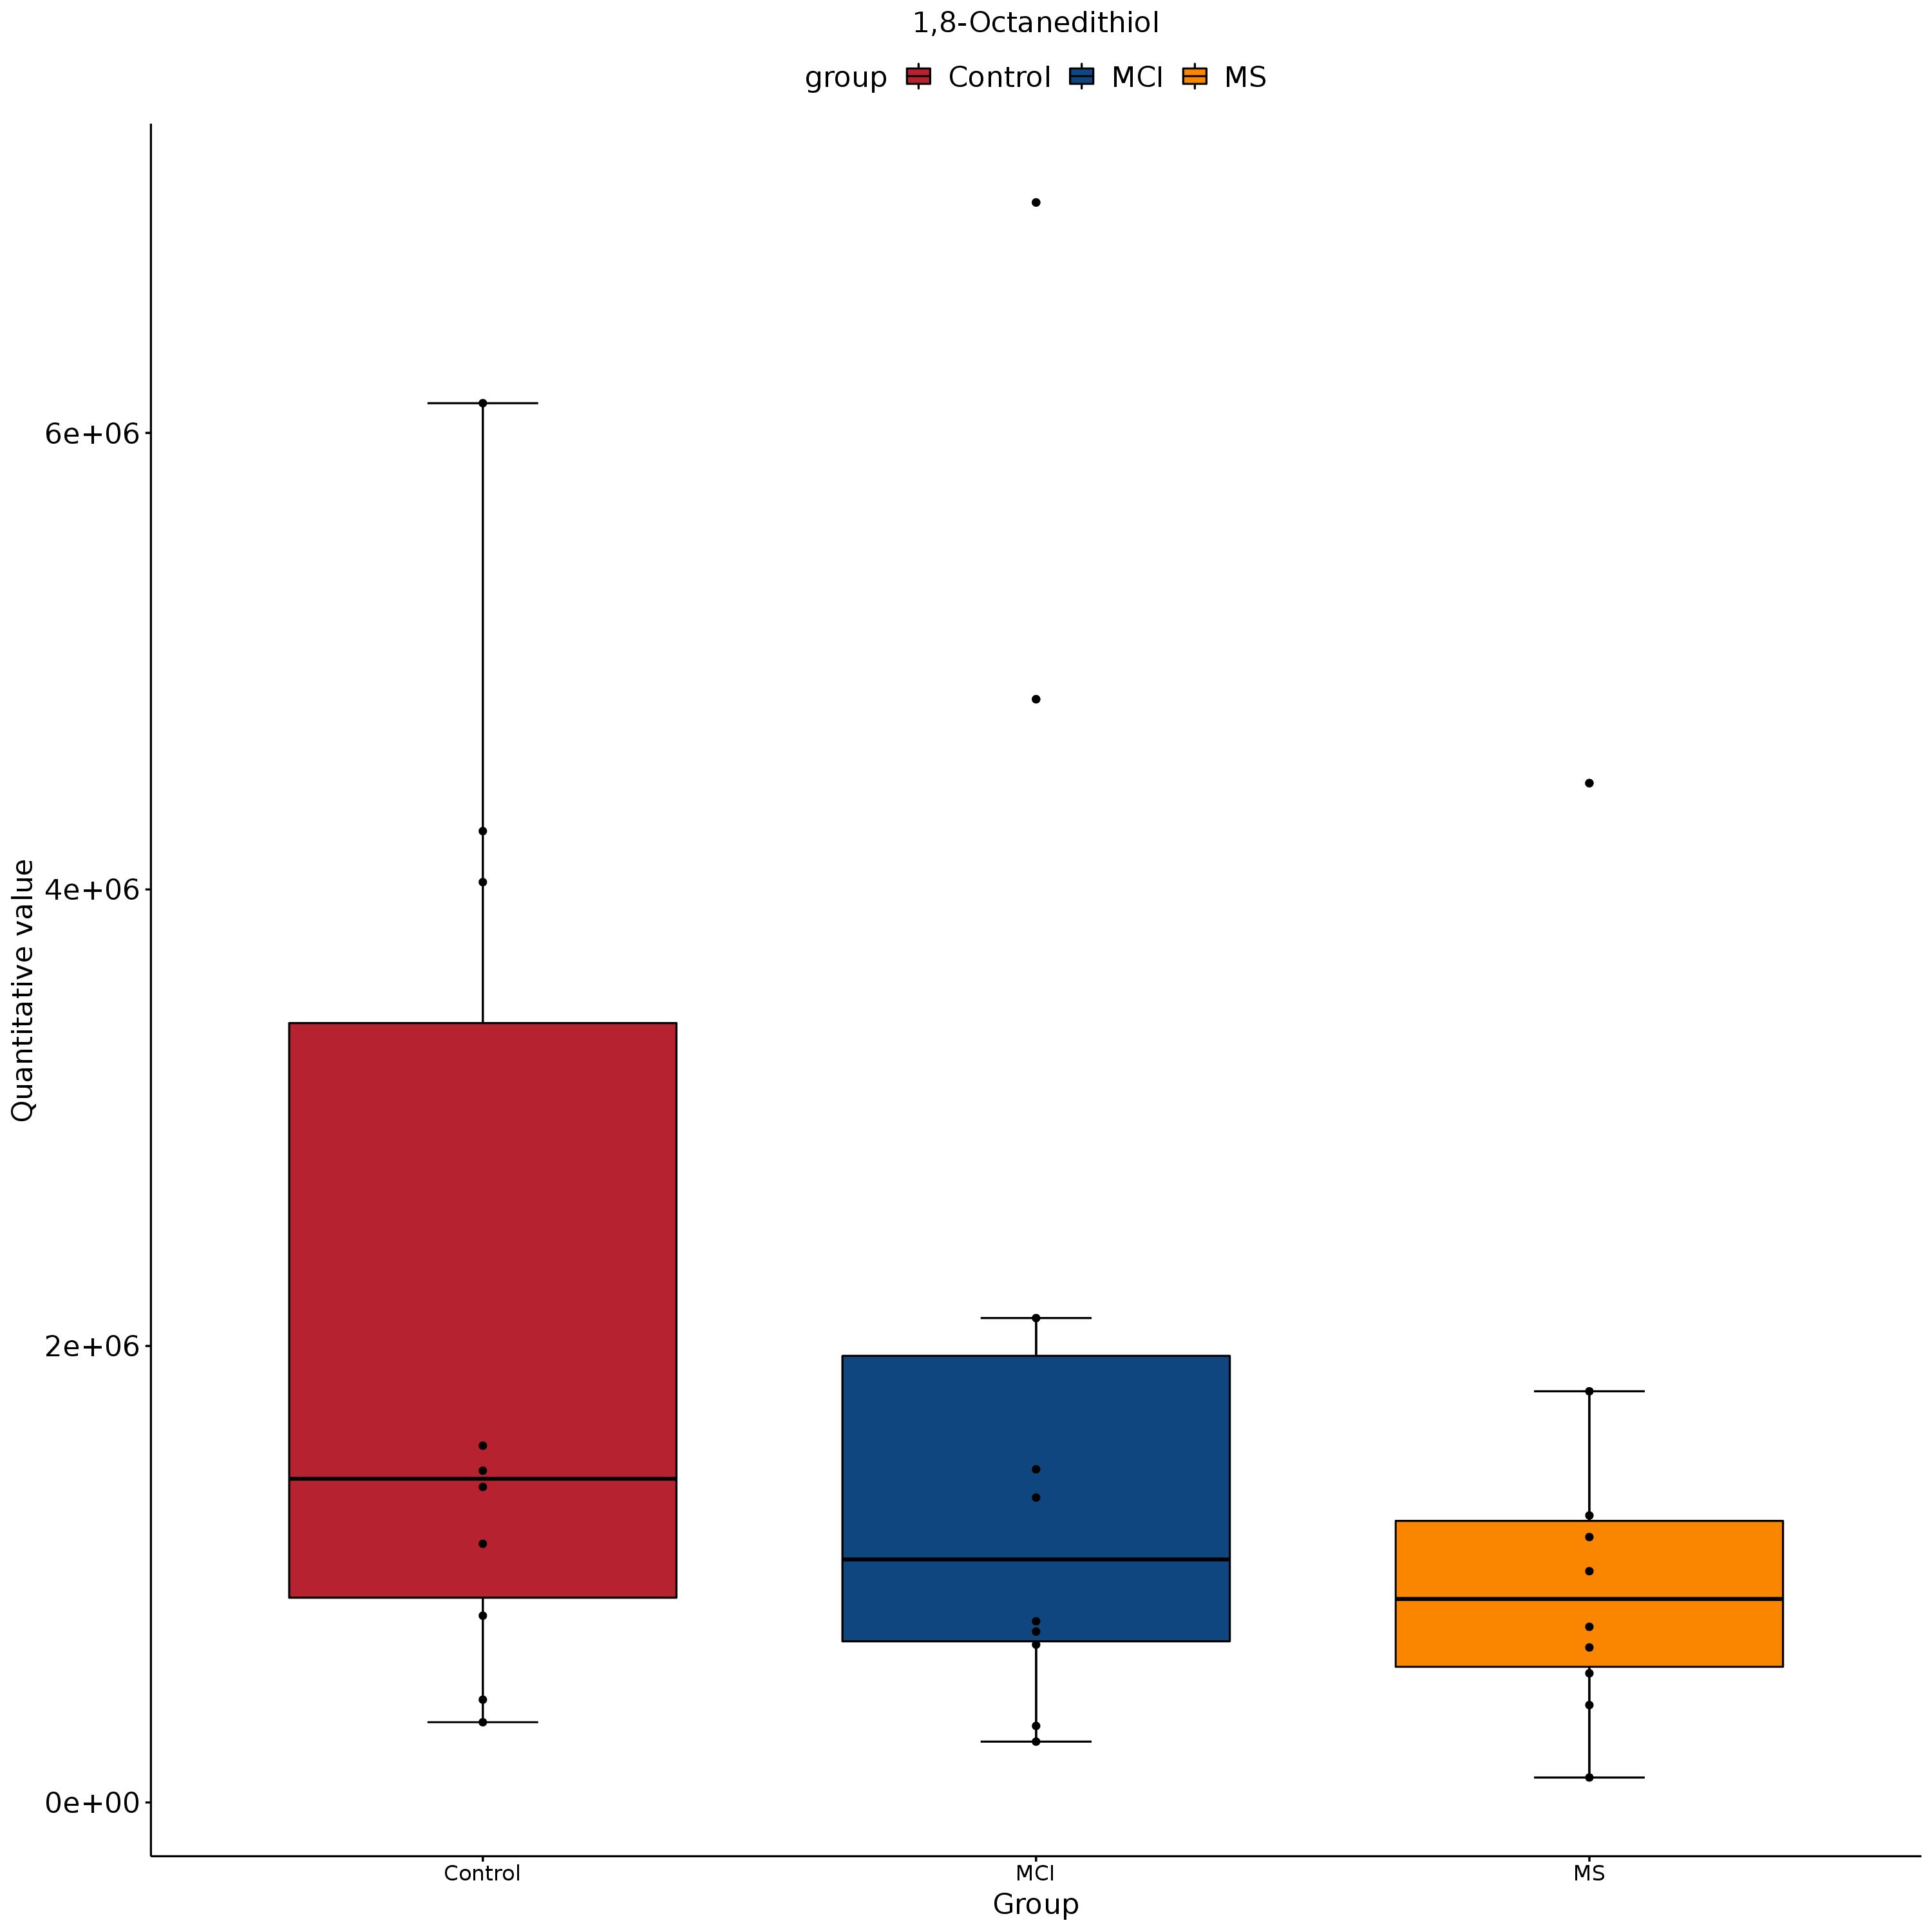 1,8-Octanedithiol
group Control MCI MS
Quantitative value
6e+06
4e+06
2e+06
0e+00
Control MCI MS
Group